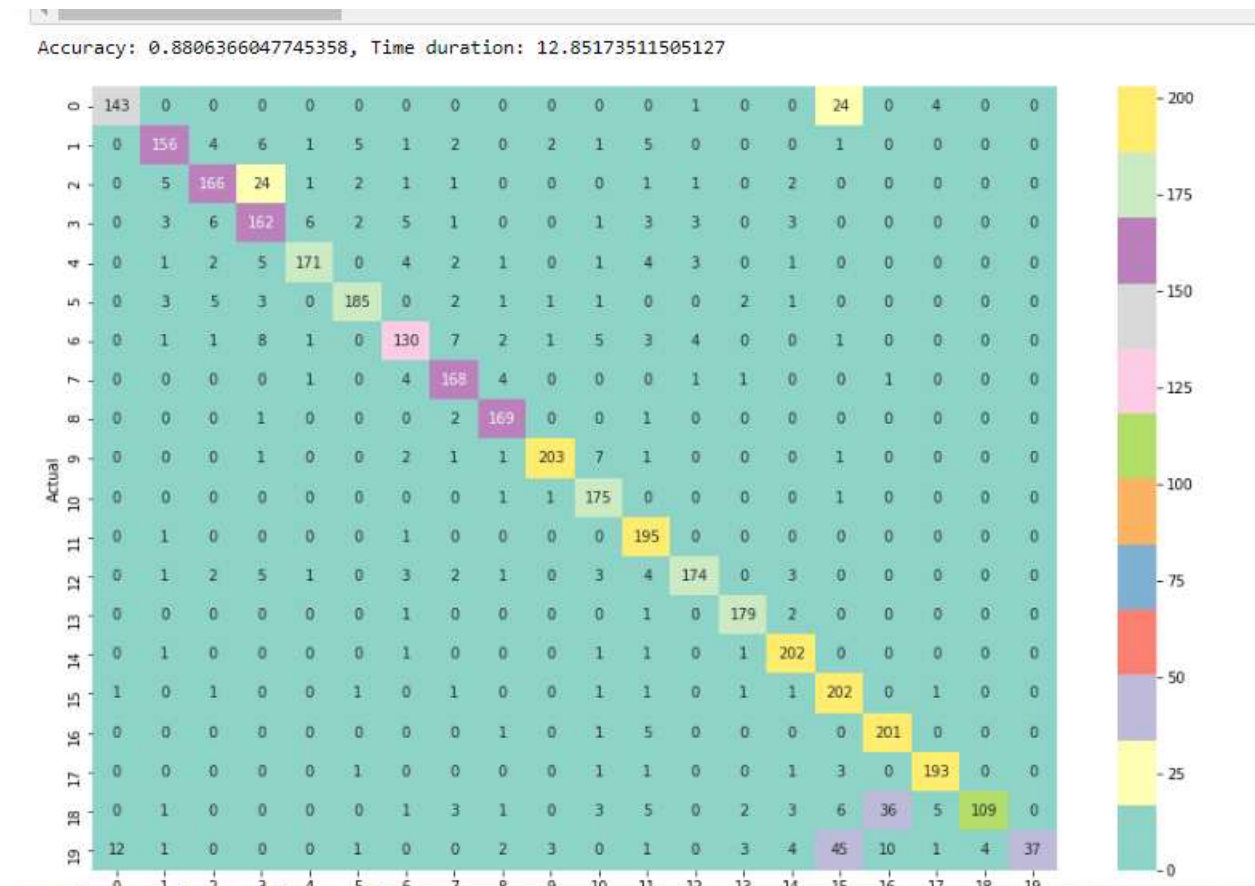 Accuracy: 0.8806366047745358, Time duration: 12.85173511505127
0 143 0 0 0 0 0 0 0 0 0 0 0 1 0 0 24 0 4 0 0
1 0 156 4 6 1 5 1 2 0 2 1 5 0 0 0 1 0 0 0 0
2 0 5 166 24 1 2 1 1 0 0 0 1 1 0 2 0 0 0 0 0
3 0 3 6 162 6 2 5 1 0 0 1 3 3 0 3 0 0 0 0 0
4 0 1 2 5 171 0 4 2 1 0 1 4 3 0 1 0 0 0 0 0
5 0 3 5 3 0 185 0 2 1 1 1 0 0 2 1 0 0 0 0 0
6 0 1 1 8 1 0 130 7 2 1 5 3 4 0 0 1 0 0 0 0
7 0 0 0 0 1 0 4 168 4 0 0 0 1 1 0 0 1 0 0 0
8 0 0 0 1 0 0 0 2 169 0 0 1 0 0 0 0 0 0 0 0
9 0 0 0 1 0 0 2 1 1 203 7 1 0 0 0 1 0 0 0 0
10 0 0 0 0 0 0 0 0 1 1 175 0 0 0 0 1 0 0 0 0
11 0 1 0 0 0 0 1 0 0 0 0 195 0 0 0 0 0 0 0 0
12 0 1 2 5 1 0 3 2 1 0 3 4 174 0 3 0 0 0 0 0
13 0 0 0 0 0 0 1 0 0 0 0 1 0 179 2 0 0 0 0 0
14 0 1 0 0 0 0 1 0 0 0 1 1 0 1 202 0 0 0 0 0
15 1 0 1 0 0 1 0 1 0 0 1 1 0 1 1 202 0 1 0 0
16 0 0 0 0 0 0 0 0 1 0 1 5 0 0 0 0 201 0 0 0
17 0 0 0 0 0 1 0 0 0 0 1 1 0 0 1 3 0 193 0 0
18 0 1 0 0 0 0 1 3 1 0 3 5 0 2 3 6 36 5 109 0
19 12 1 0 0 0 1 0 0 2 3 0 1 0 3 4 45 10 1 4 37
0 1 2 3 4 5 6 7 8 9 10 11 12 13 14 15 16 17 18 19
Actual
200
175
150
125
100
75
50
25
0